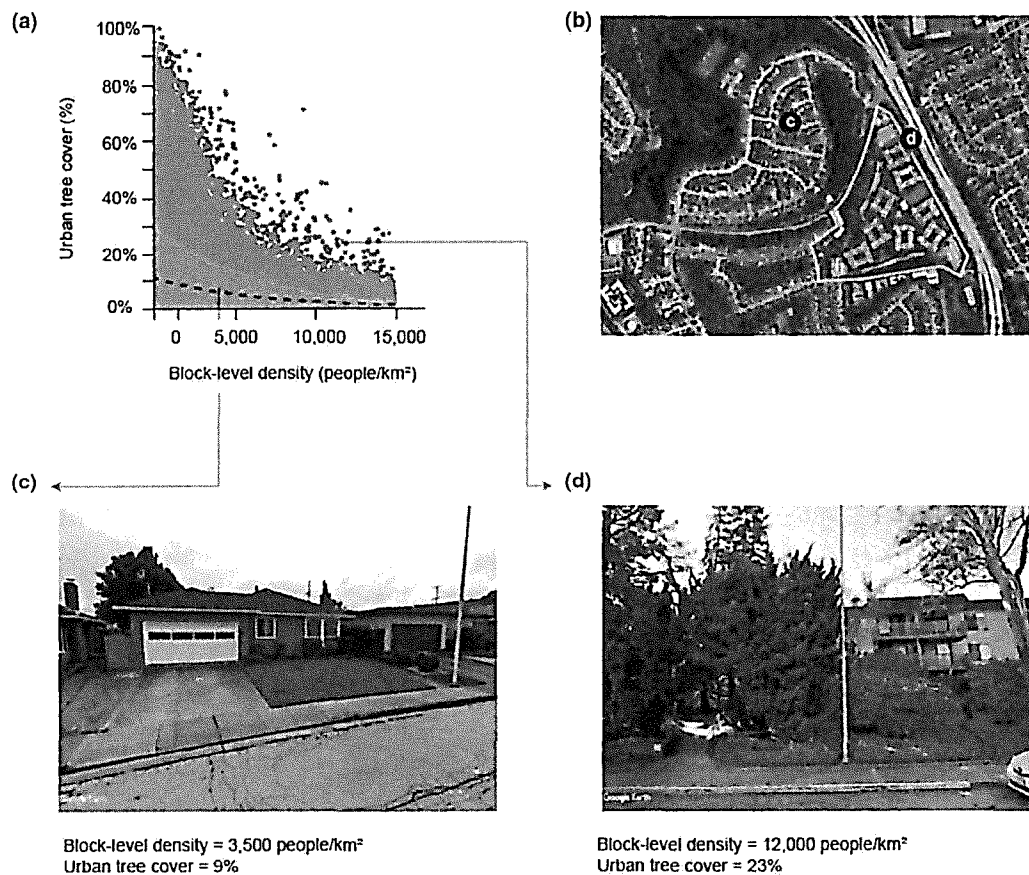 (a)
100%
80%
60%
40%
20%
0%
Urban tree cover (%)
0
5,000
10,000
15,000
Block-level density (people/km²)
(b)
c
d
(c)
Block-level density = 3,500 people/km²
Urban tree cover = 9%
(d)
Google Earth
Block-level density = 12,000 people/km²
Urban tree cover = 23%